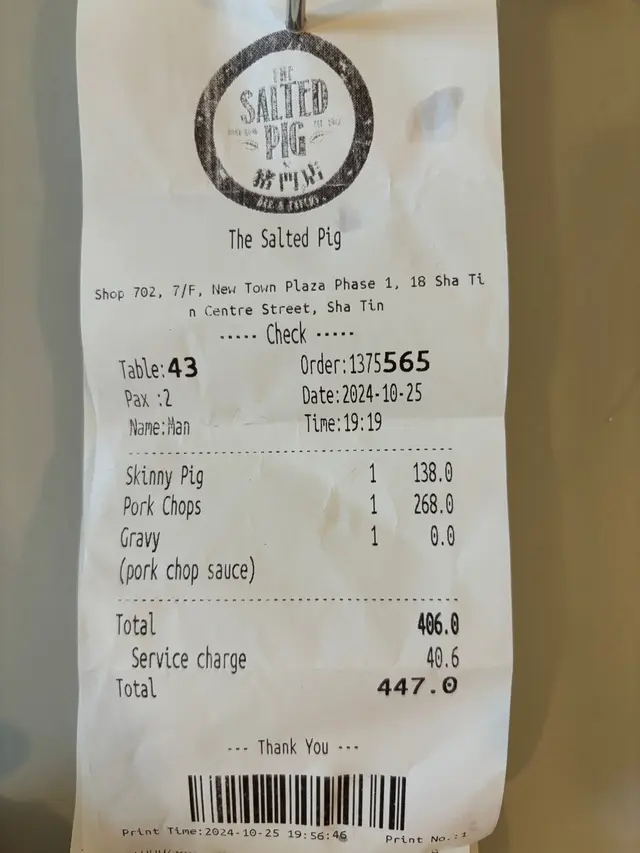 THE
SALTED
PIG
猪門店
The Salted Pig
Shop 702, 7/F, New Town Plaza Phase 1, 18 Sha Ti
n Centre Street, Sha Tin
----- Check -----
Table:43 Order:1375565
Pax :2 Date:2024-10-25
Name:Man Time:19:19
Skinny Pig 1 138.0
Pork Chops 1 268.0
Gravy 1 0.0
(pork chop sauce)
Total 406.0
Service charge 40.6
Total 447.0
--- Thank You ---
Print Time:2024-10-25 19:56:46 Print No.:1